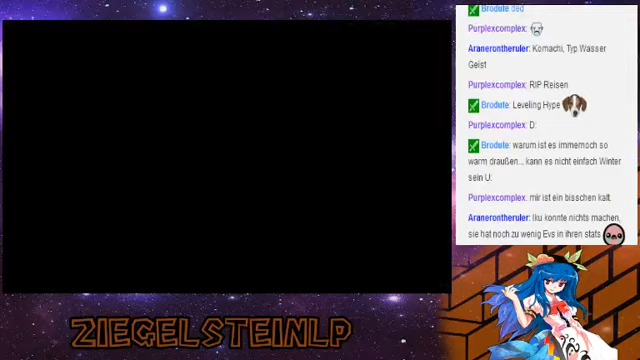 Brodute: ded
Purplexcomplex:
Aranerontheruler: Komachi, Typ Wasser
Geist
Purplexcomplex: RIP Reisen
Brodute: Leveling Hype
Purplexcomplex: D:
Brodute: warum ist es immernoch so
warm draußen... kann es nicht einfach Winter
sein U:
Purplexcomplex: mir ist ein bisschen kalt
Aranerontheruler: Iku konnte nichts machen,
sie hat noch zu wenig Evs in ihren stats
ZIEGELSTEINLP